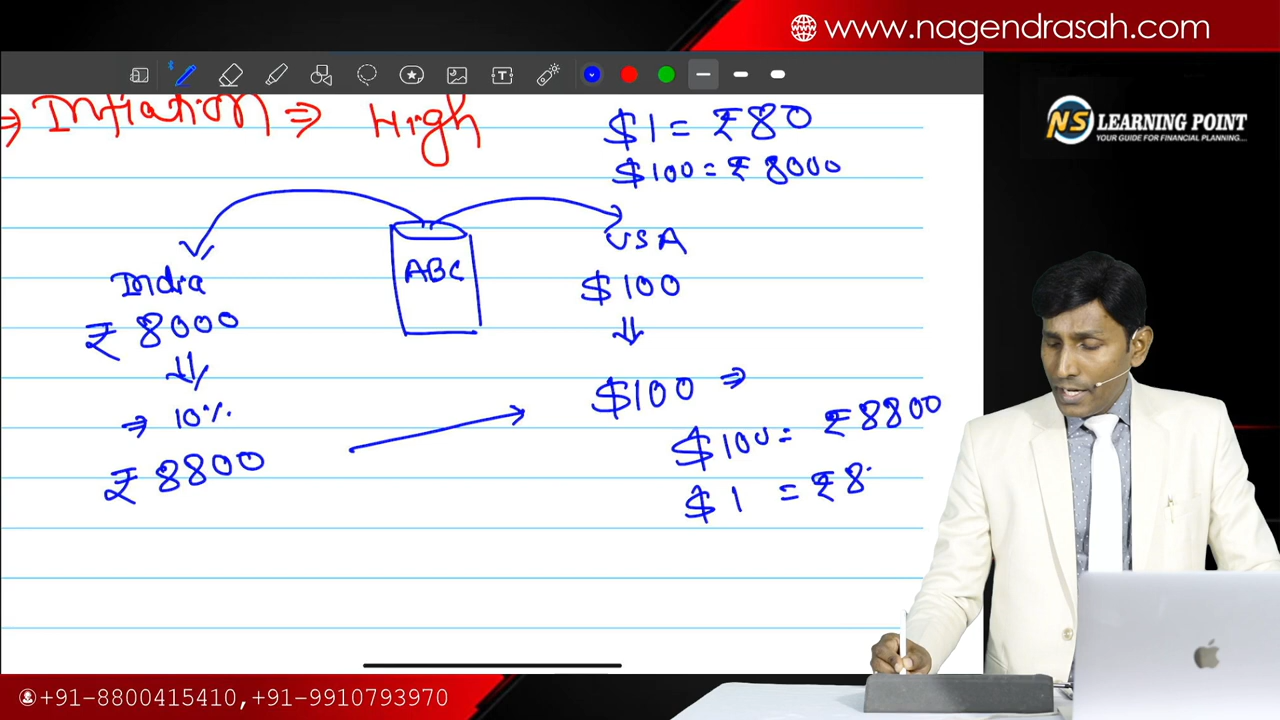 www.nagendrasah.com
T
NS LEARNING POINT
YOUR GUIDE FOR FINANCIAL PLANNING...
⇒ Inflation ⇒ High
$1 = ₹80
$100 = ₹8000
ABC
India
₹ 8000
⇒ 10%
₹ 8800
USA
$100
$100 ⇒
$100 = ₹8800
$1 = ₹8
+91-8800415410,+91-9910793970